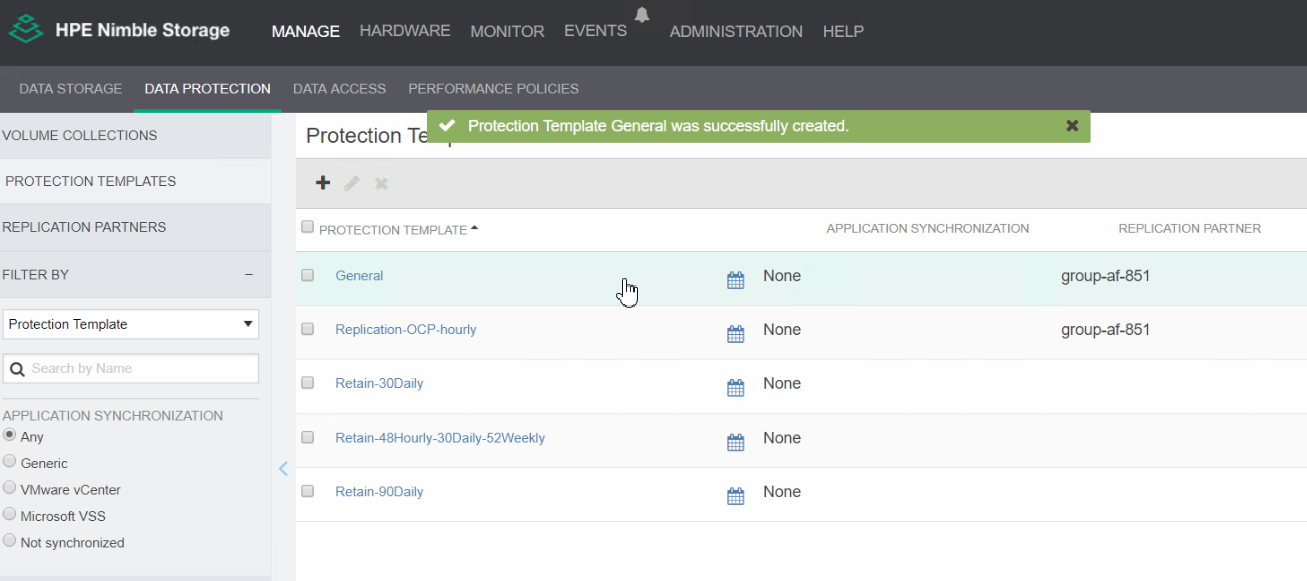 HPE Nimble Storage
MANAGE HARDWARE MONITOR EVENTS ADMINISTRATION HELP
DATA STORAGE DATA PROTECTION DATA ACCESS PERFORMANCE POLICIES
Protection Template General was successfully created.
VOLUME COLLECTIONS
PROTECTION TEMPLATES
REPLICATION PARTNERS
FILTER BY
Protection Template
Search by Name
APPLICATION SYNCHRONIZATION
Any
Generic
VMware vCenter
Microsoft VSS
Not synchronized
Protection
PROTECTION TEMPLATE APPLICATION SYNCHRONIZATION REPLICATION PARTNER
General None group-af-851
Replication-OCP-hourly None group-af-851
Retain-30Daily None
Retain-48Hourly-30Daily-52Weekly None
Retain-90Daily None